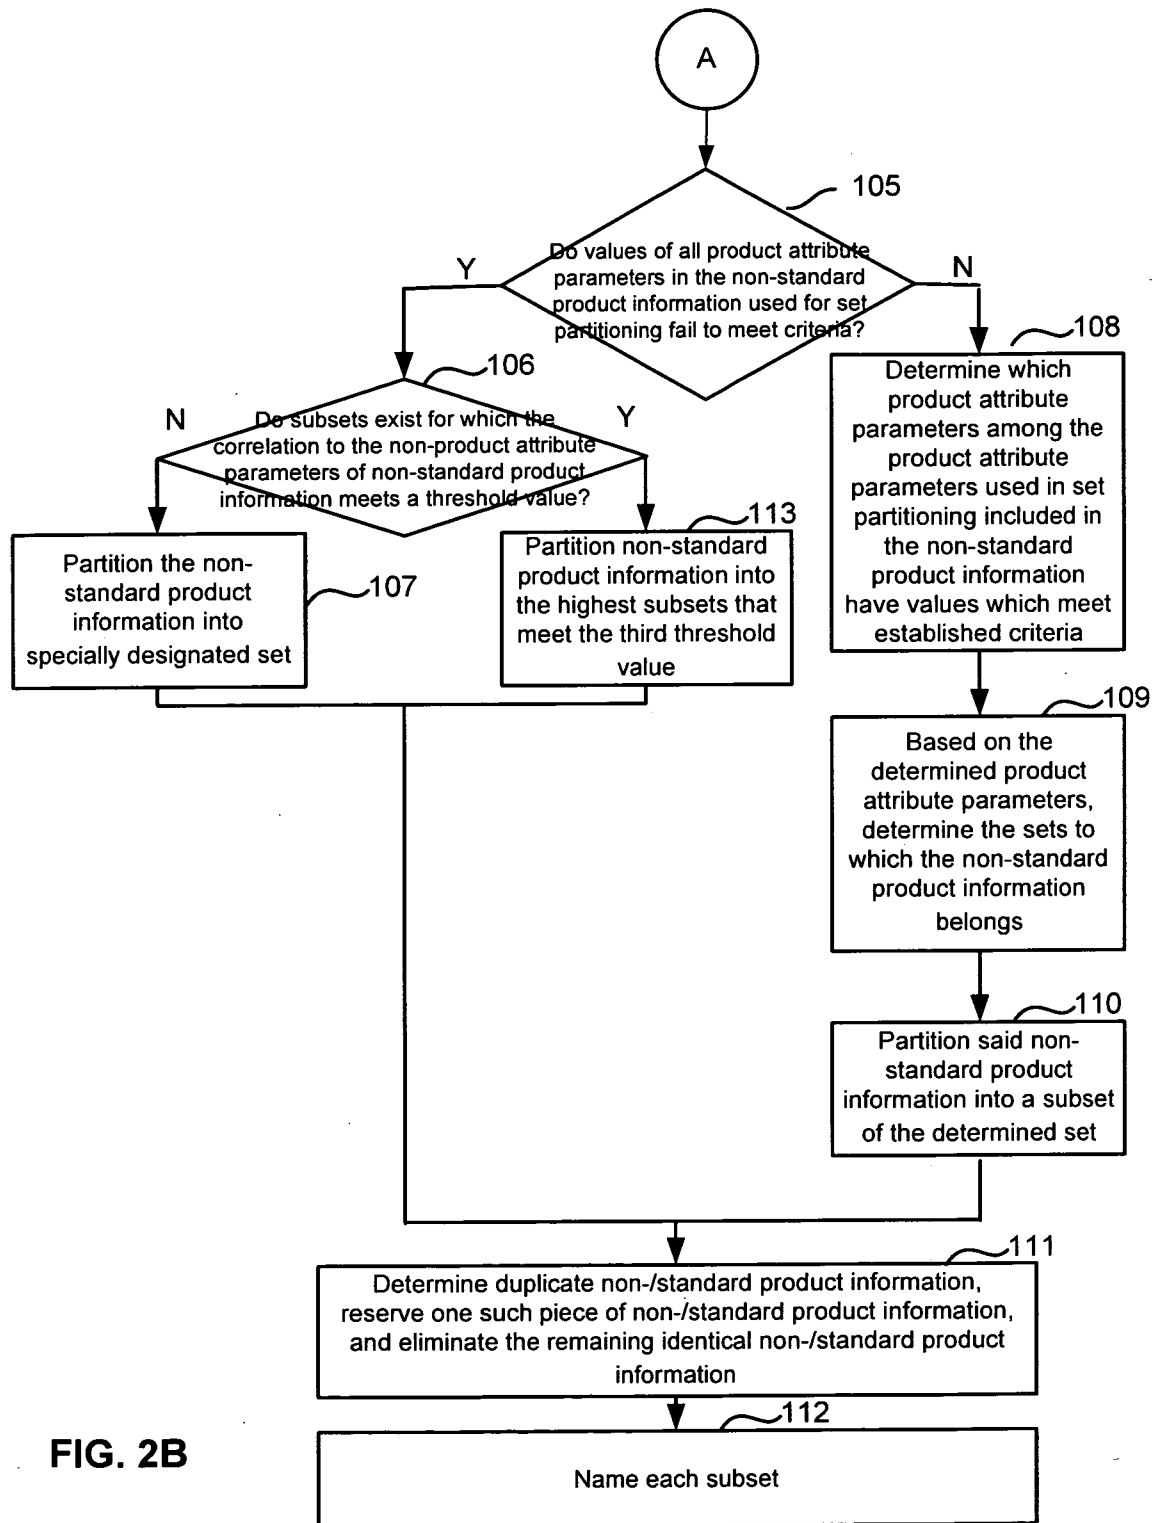 A
105
Do values of all product attribute
parameters in the non-standard
product information used for set
partitioning fail to meet criteria?
Y
N
106
Do subsets exist for which the
correlation to the non-product attribute
parameters of non-standard product
information meets a threshold value?
N
Y
108
Determine which
product attribute
parameters among the
product attribute
parameters used in set
partitioning included in
the non-standard
product information
have values which meet
established criteria
107
Partition the non-
standard product
information into
specially designated set
113
Partition non-standard
product information into
the highest subsets that
meet the third threshold
value
109
Based on the
determined product
attribute parameters,
determine the sets to
which the non-standard
product information
belongs
110
Partition said non-
standard product
information into a subset
of the determined set
111
Determine duplicate non-/standard product information,
reserve one such piece of non-/standard product information,
and eliminate the remaining identical non-/standard product
information
112
Name each subset
FIG. 2B